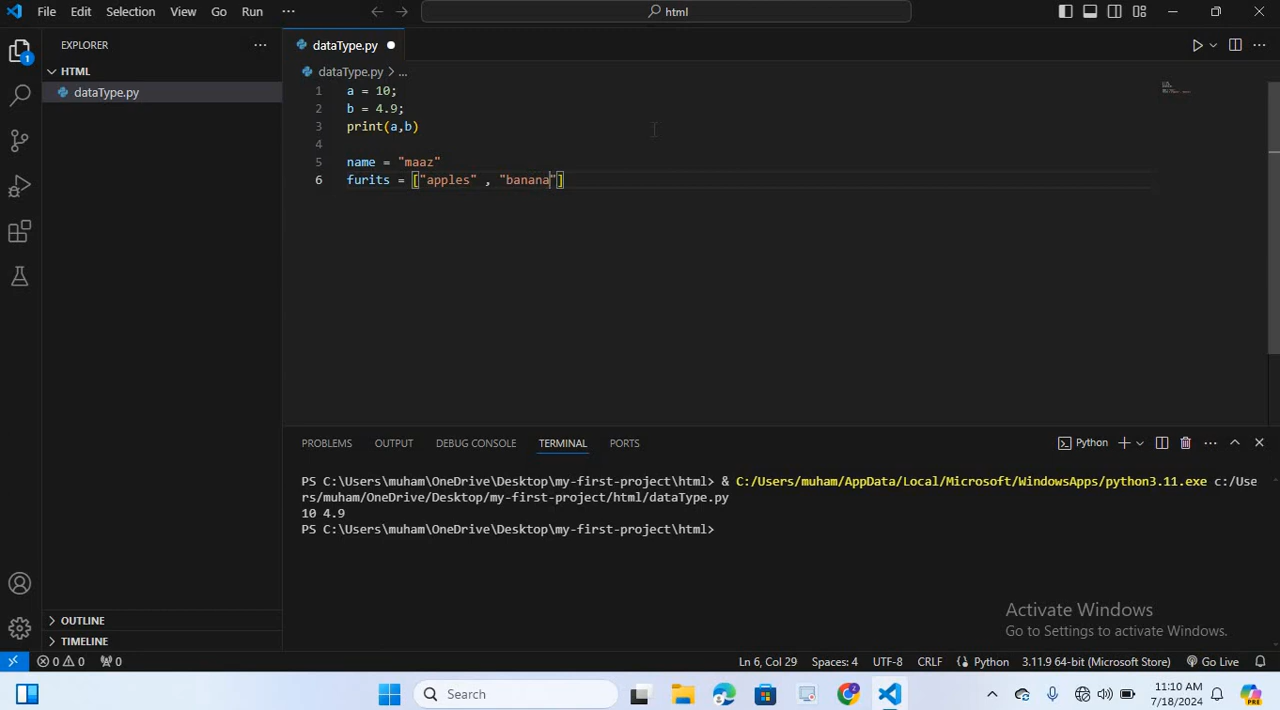 File Edit Selection View Go Run ... html
EXPLORER ... dataType.py
HTML dataType.py > ...
dataType.py
1 a = 10;
2 b = 4.9;
3 print(a,b)
4
5 name = "maaz"
6 furits = ["apples" , "banana"]
1
PROBLEMS OUTPUT DEBUG CONSOLE TERMINAL PORTS Python
PS C:\Users\muham\OneDrive\Desktop\my-first-project\html> & C:/Users/muham/AppData/Local/Microsoft/WindowsApps/python3.11.exe c:/Use
rs/muham/OneDrive/Desktop/my-first-project/html/dataType.py
10 4.9
PS C:\Users\muham\OneDrive\Desktop\my-first-project\html>
Activate Windows
Go to Settings to activate Windows.
OUTLINE
TIMELINE
0 0 0 Ln 6, Col 29 Spaces: 4 UTF-8 CRLF Python 3.11.9 64-bit (Microsoft Store) Go Live
Search 11:10 AM
7/18/2024
PRE